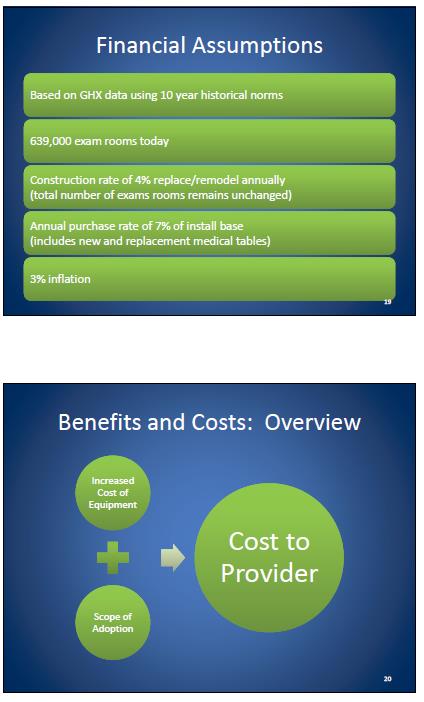 Financial Assumptions
Based on GHX data using 10 year historical norms
639,000 exam rooms today
Construction rate of 4% replace/remodel annually
(total number of exams rooms remains unchanged)
Annual purchase rate of 7% of install base
(includes new and replacement medical tables)
3% inflation
19
Benefits and Costs: Overview
Increased
Cost of
Equipment
Scope of
Adoption
Cost to
Provider
20